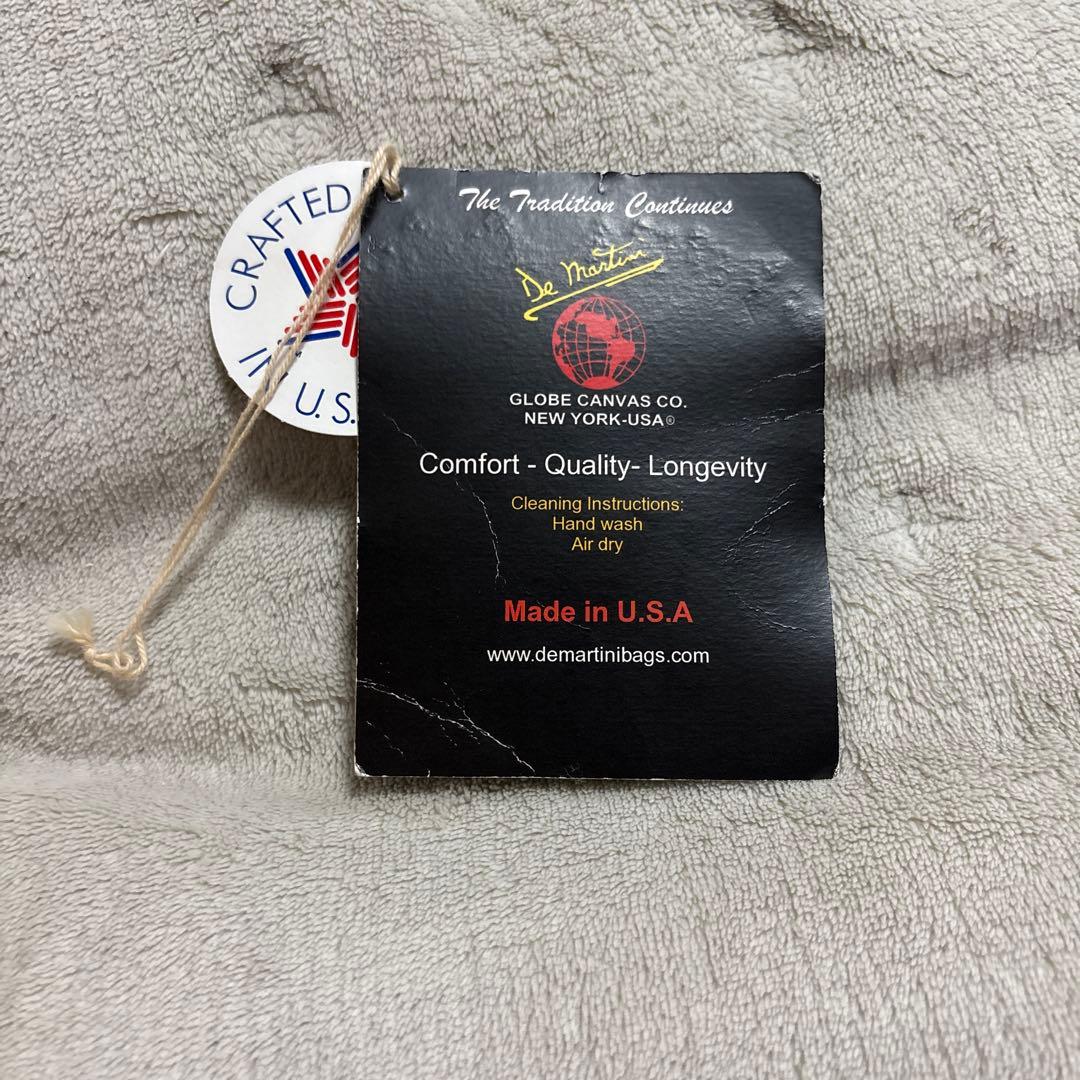 CRAFTED
IN U.S.
The Tradition Continues
De Martini
GLOBE CANVAS CO.
NEW YORK-USA®
Comfort - Quality- Longevity
Cleaning Instructions:
Hand wash
Air dry
Made in U.S.A
www.demartinibags.com